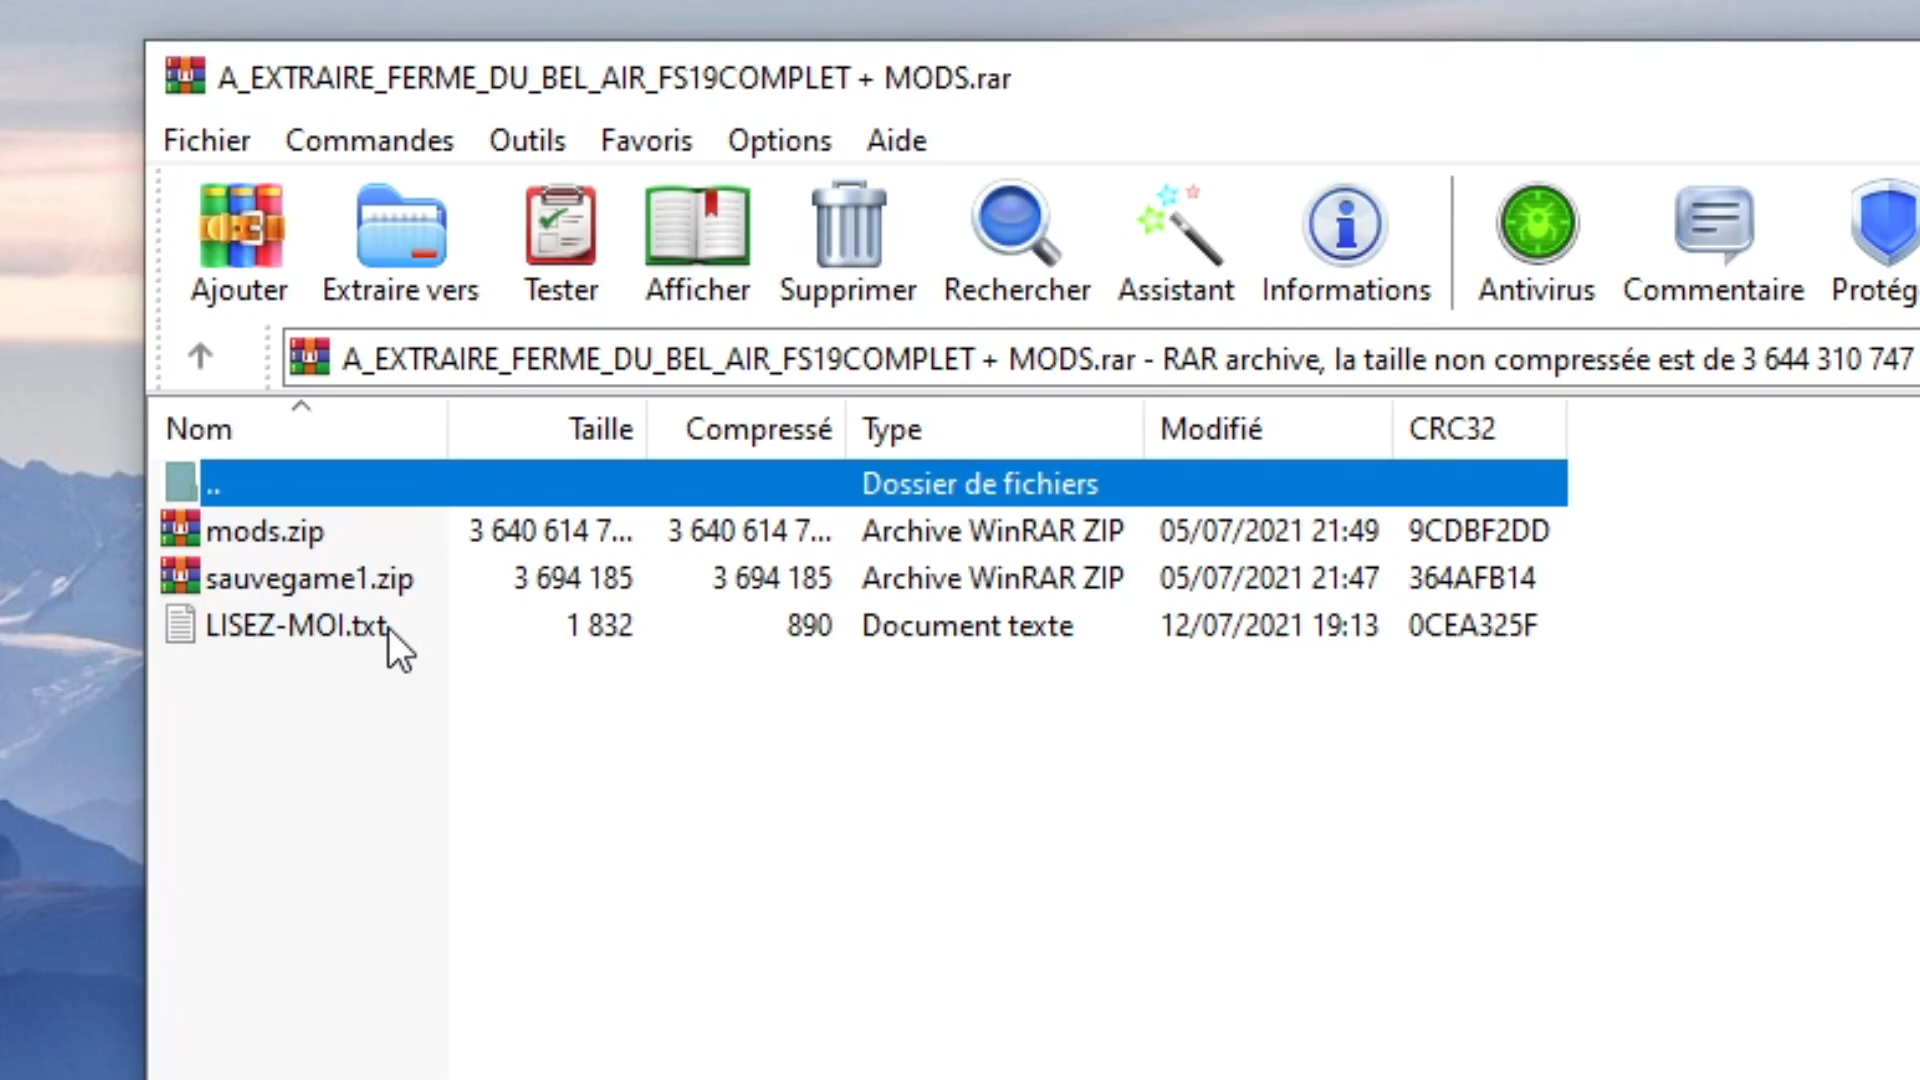 A_EXTRAIRE_FERME_DU_BEL_AIR_FS19COMPLET + MODS.rar
Fichier Commandes Outils Favoris Options Aide
Ajouter Extraire vers Tester Afficher Supprimer Rechercher Assistant Informations Antivirus Commentaire Protég
A_EXTRAIRE_FERME_DU_BEL_AIR_FS19COMPLET + MODS.rar - RAR archive, la taille non compressée est de 3 644 310 747
Nom Taille Compressé Type Modifié CRC32
.. Dossier de fichiers
mods.zip 3 640 614 7... 3 640 614 7... Archive WinRAR ZIP 05/07/2021 21:49 9CDBF2DD
sauvegame1.zip 3 694 185 3 694 185 Archive WinRAR ZIP 05/07/2021 21:47 364AFB14
LISEZ-MOI.txt 1 832 890 Document texte 12/07/2021 19:13 0CEA325F